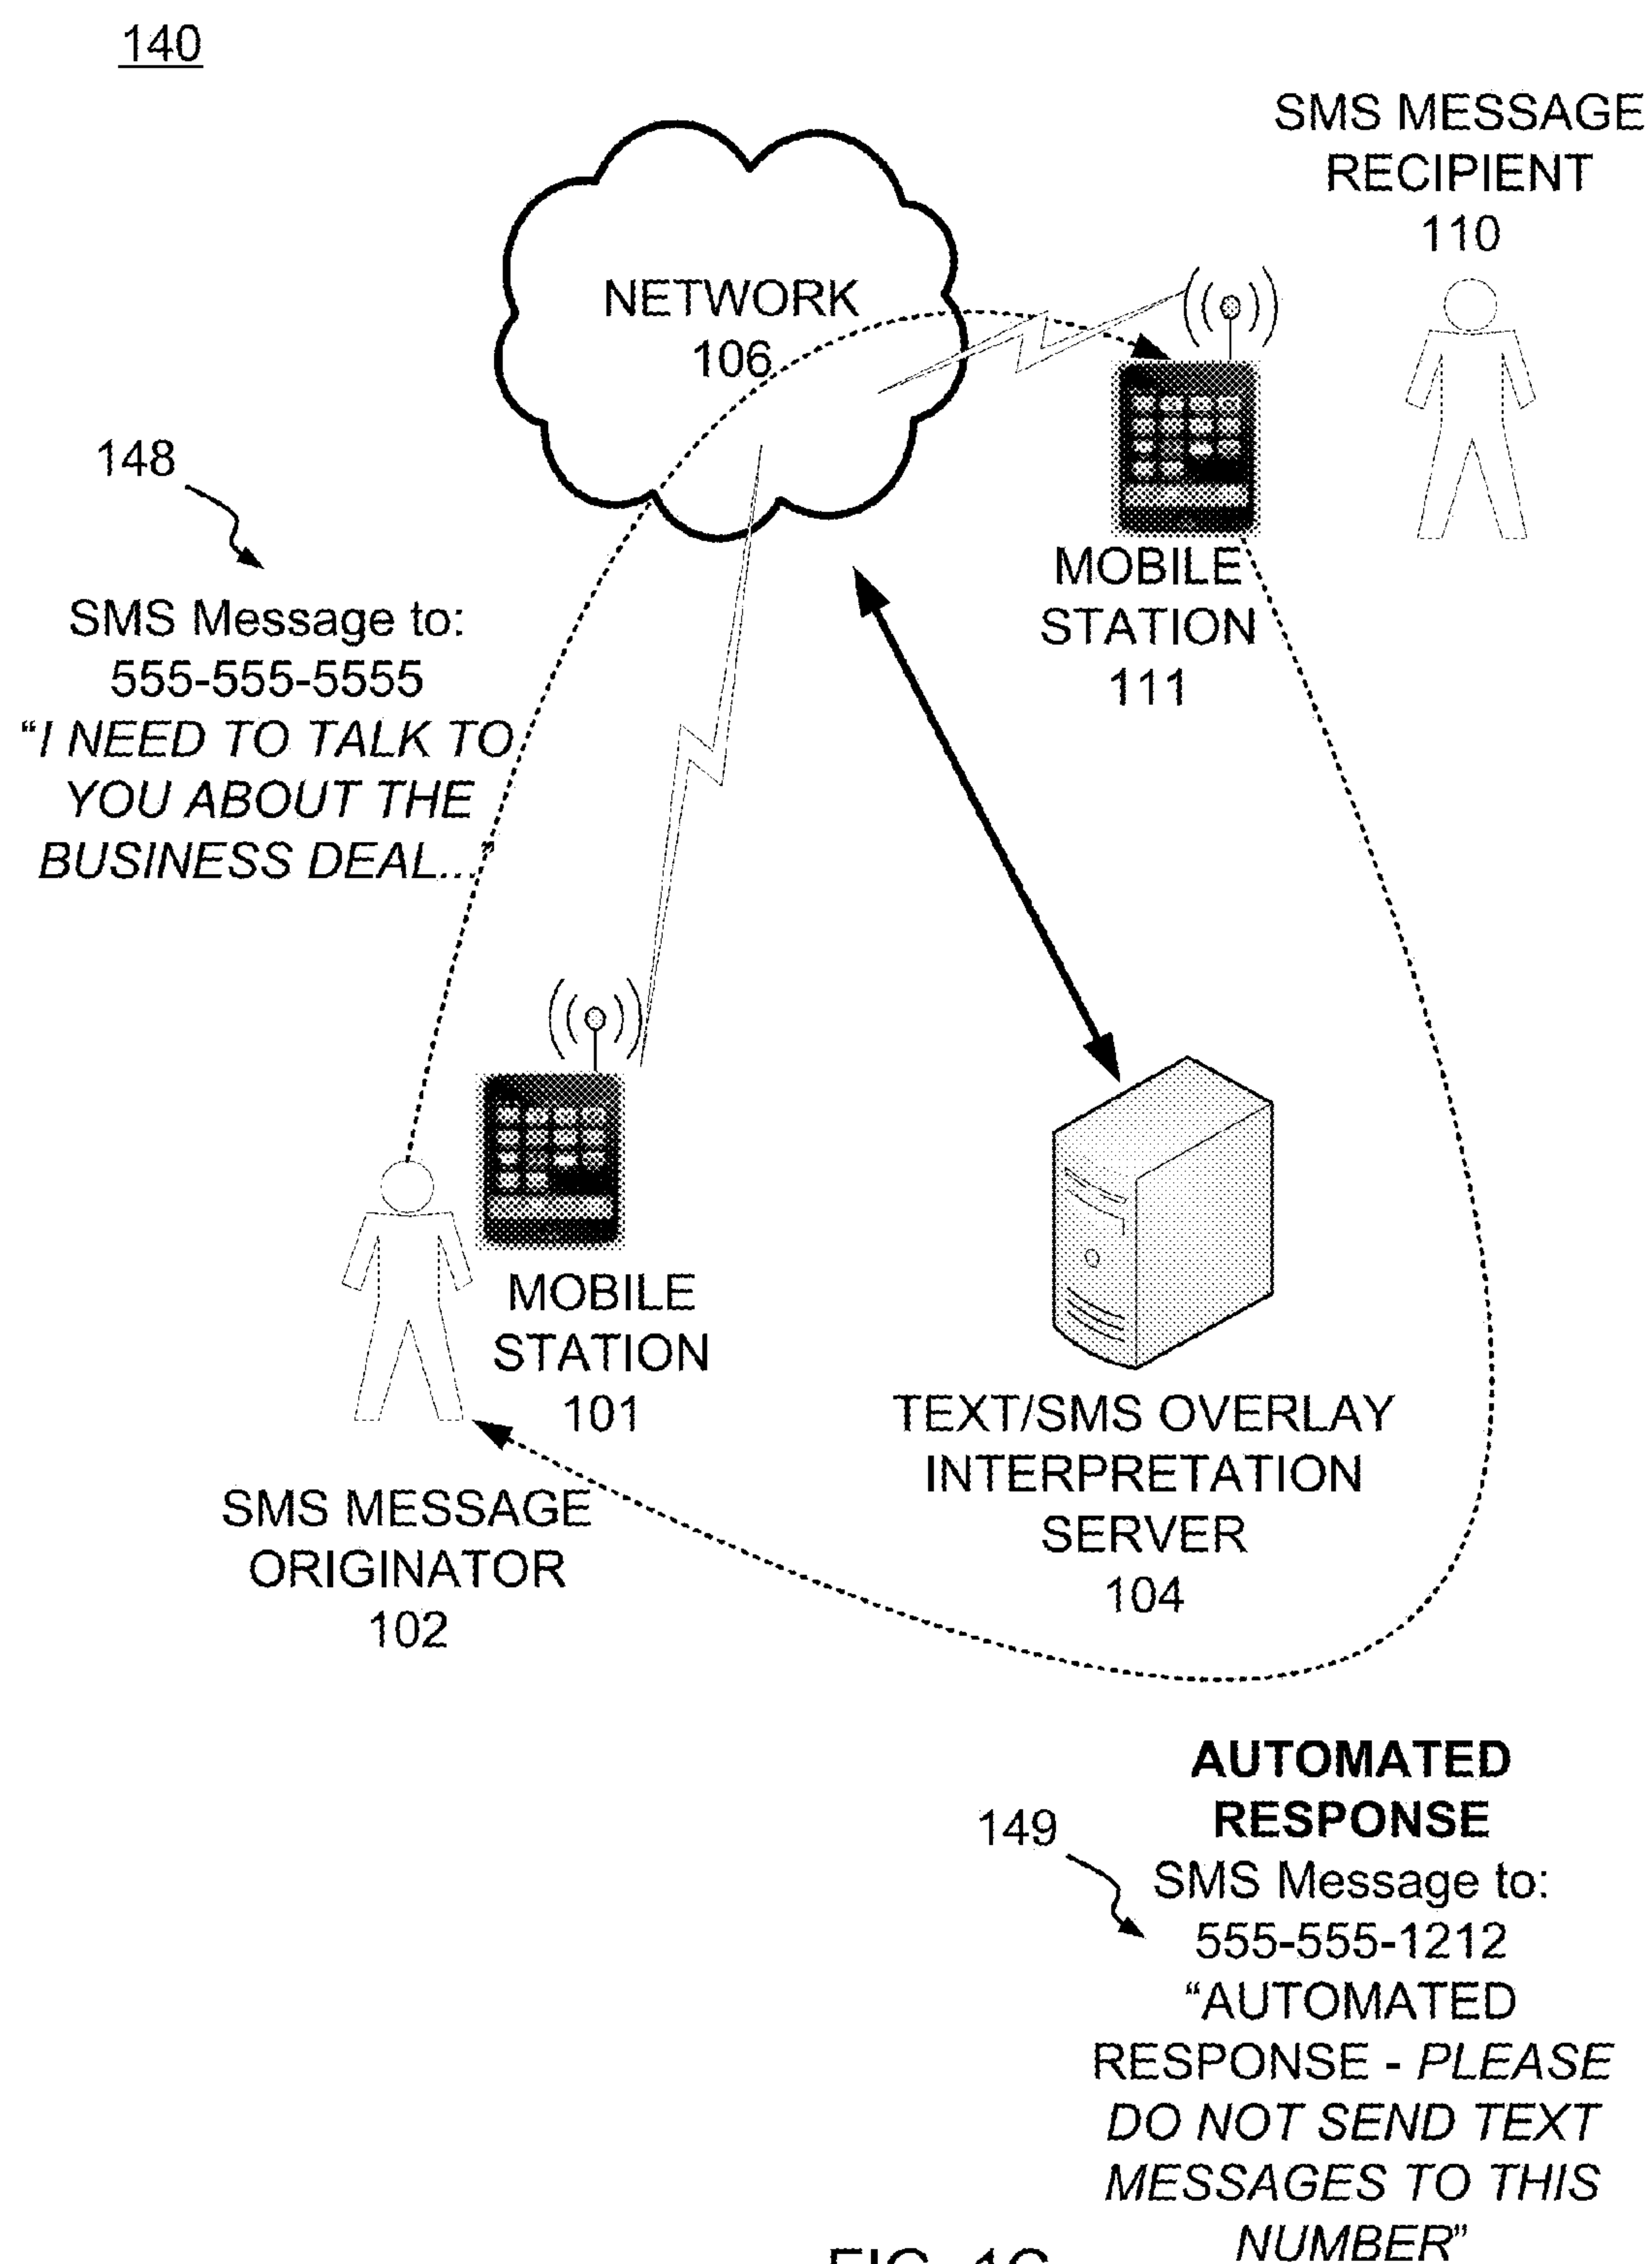 140
SMS MESSAGE
RECIPIENT
110
NETWORK
106
148
SMS Message to:
555-555-5555
“I NEED TO TALK TO
YOU ABOUT THE
BUSINESS DEAL...”
MOBILE
STATION
111
MOBILE
STATION
101
SMS MESSAGE
ORIGINATOR
102
TEXT/SMS OVERLAY
INTERPRETATION
SERVER
104
149
AUTOMATED
RESPONSE
SMS Message to:
555-555-1212
“AUTOMATED
RESPONSE - PLEASE
DO NOT SEND TEXT
MESSAGES TO THIS
NUMBER”